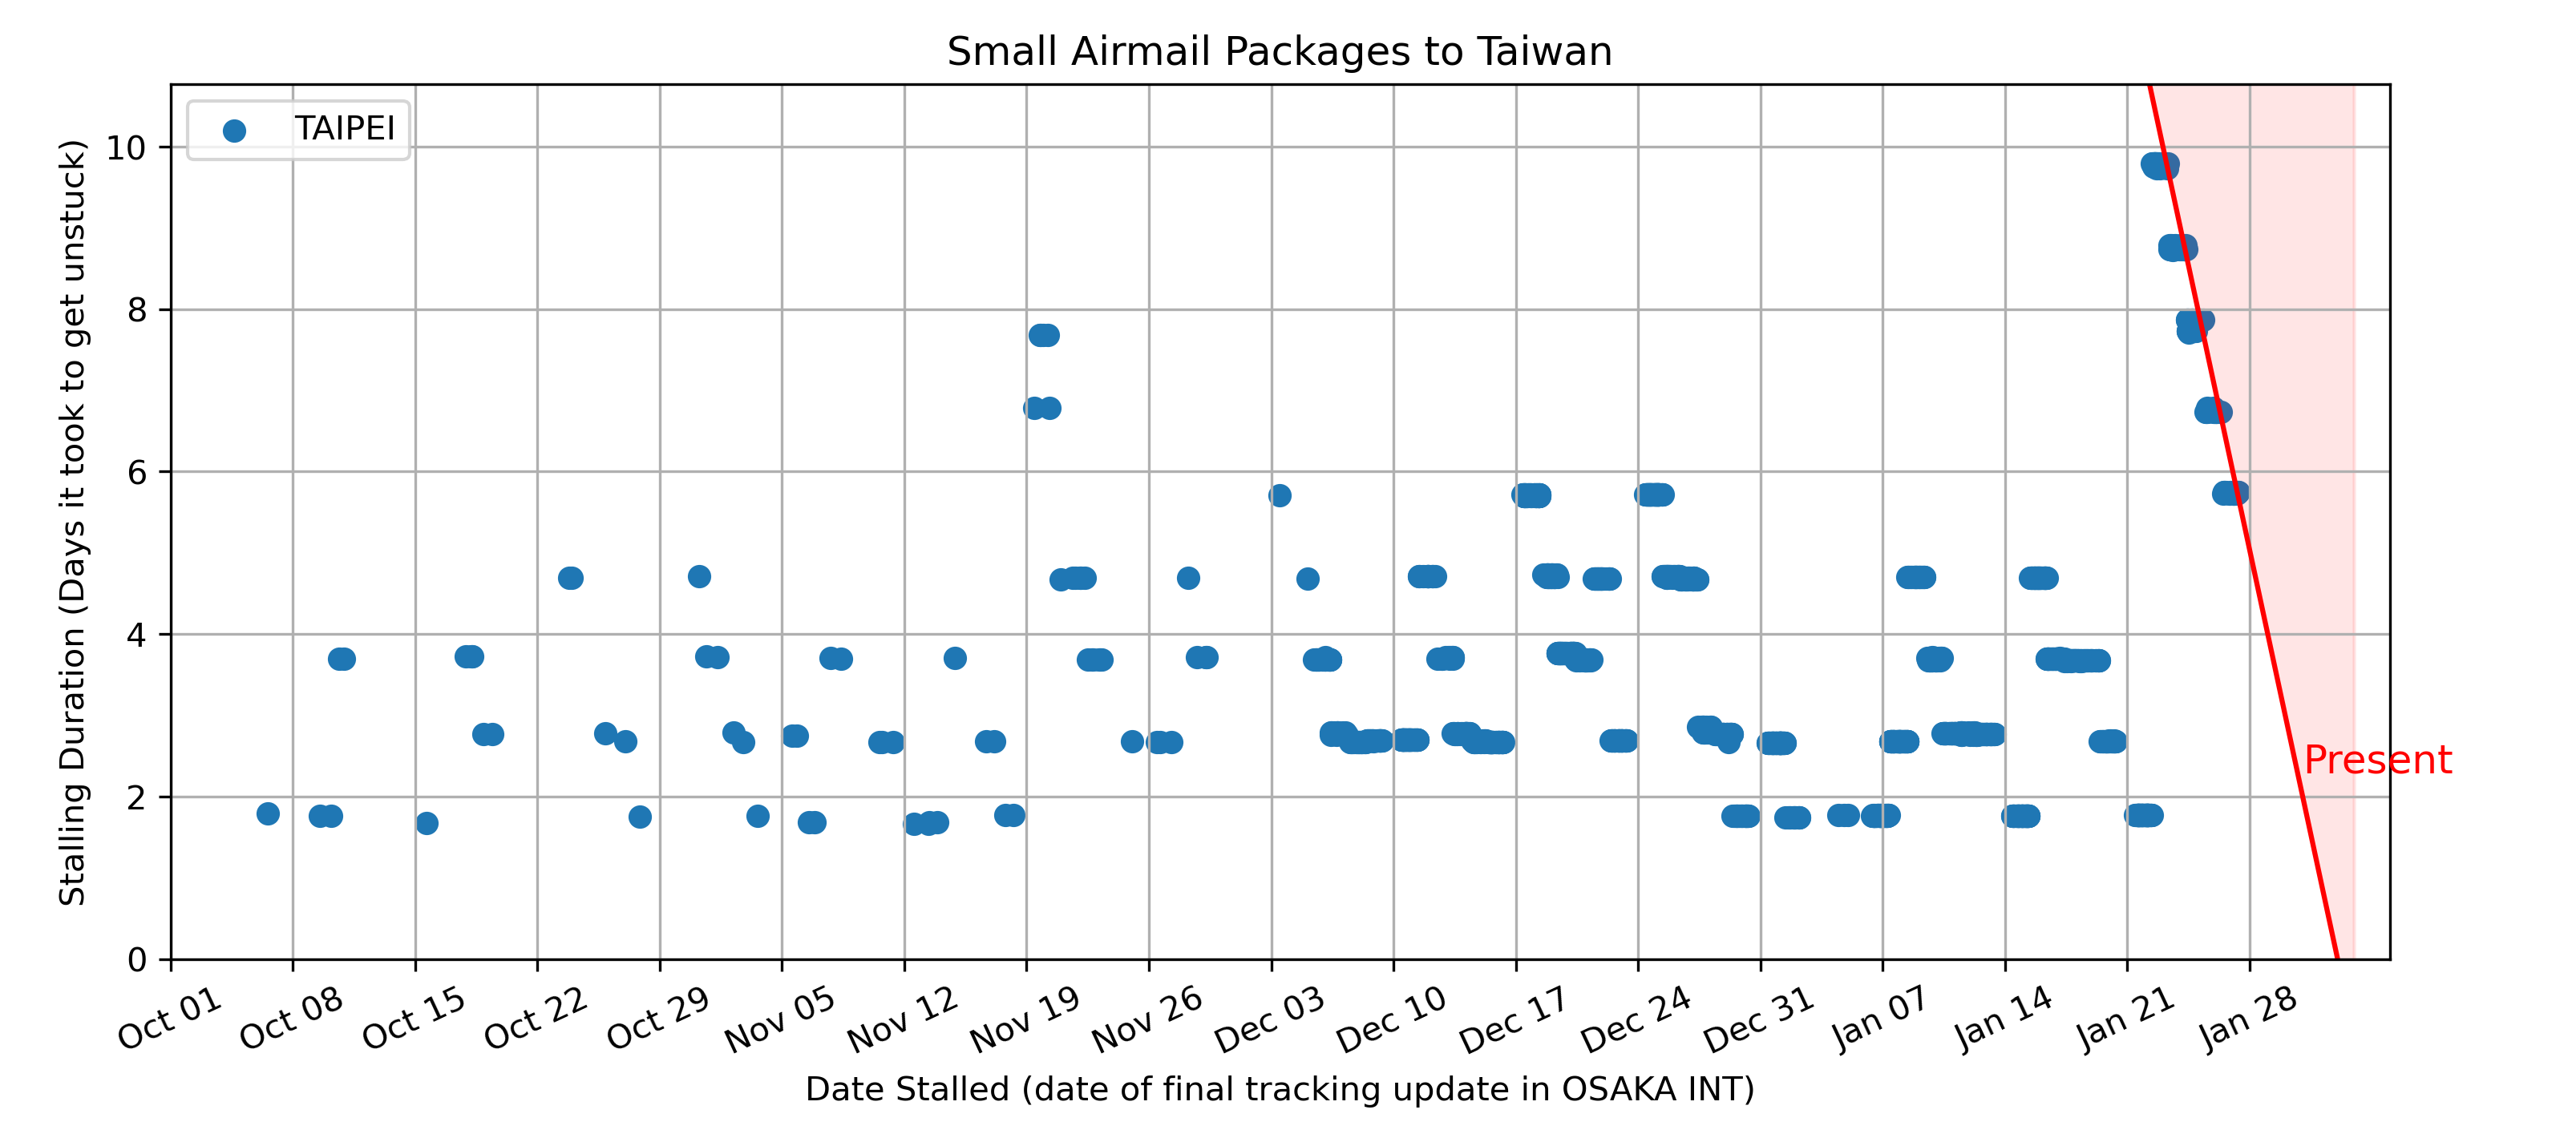 Small Airmail Packages to Taiwan
TAIPEI
Stalling Duration (Days it took to get unstuck)
10
8
6
4
2
0
Present
Oct 01
Oct 08
Oct 15
Oct 22
Oct 29
Nov 05
Nov 12
Nov 19
Nov 26
Dec 03
Dec 10
Dec 17
Dec 24
Dec 31
Jan 07
Jan 14
Jan 21
Jan 28
Date Stalled (date of final tracking update in OSAKA INT)